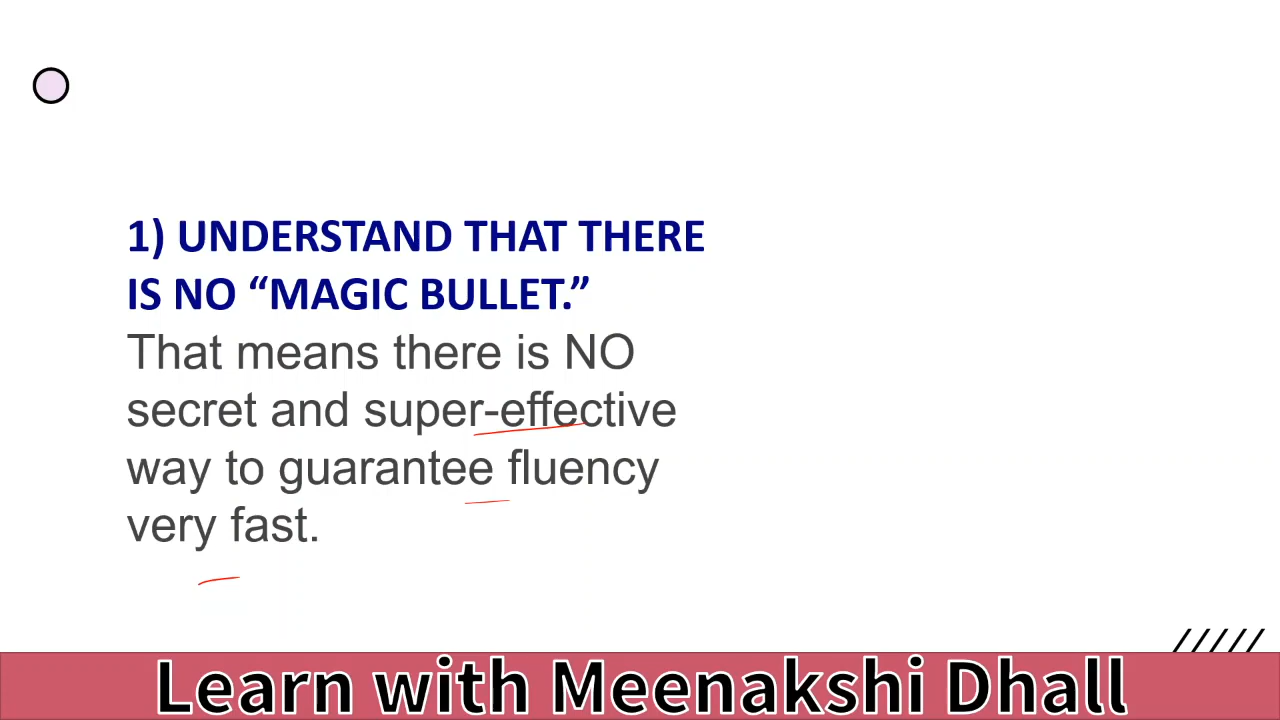 1) UNDERSTAND THAT THERE
IS NO “MAGIC BULLET.”
That means there is NO
secret and super-effective
way to guarantee fluency
very fast.
Learn with Meenakshi Dhall